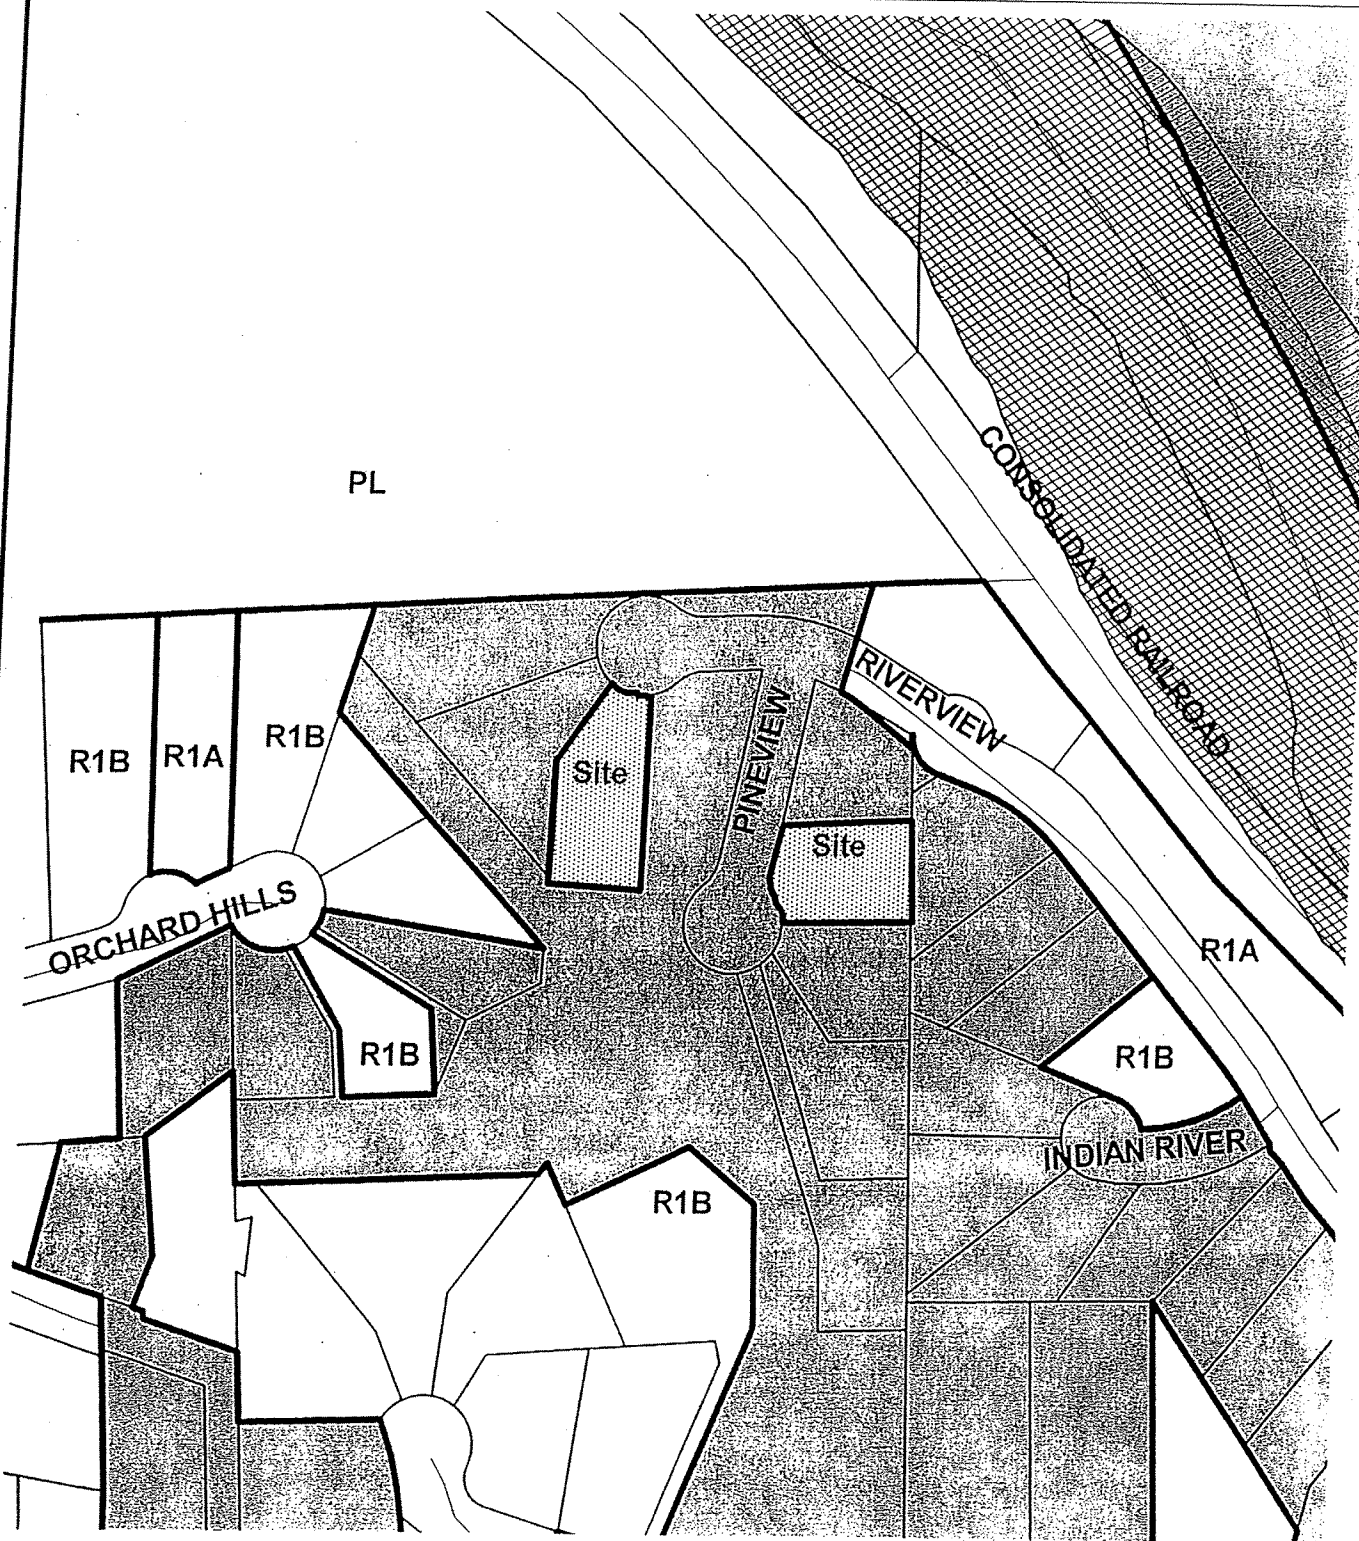 PL
CONSOLIDATED RAILROAD
RIVERVIEW
PINEVIEW
R1B
R1A
R1B
Site
Site
ORCHARD HILLS
R1A
R1B
R1B
INDIAN RIVER
R1B